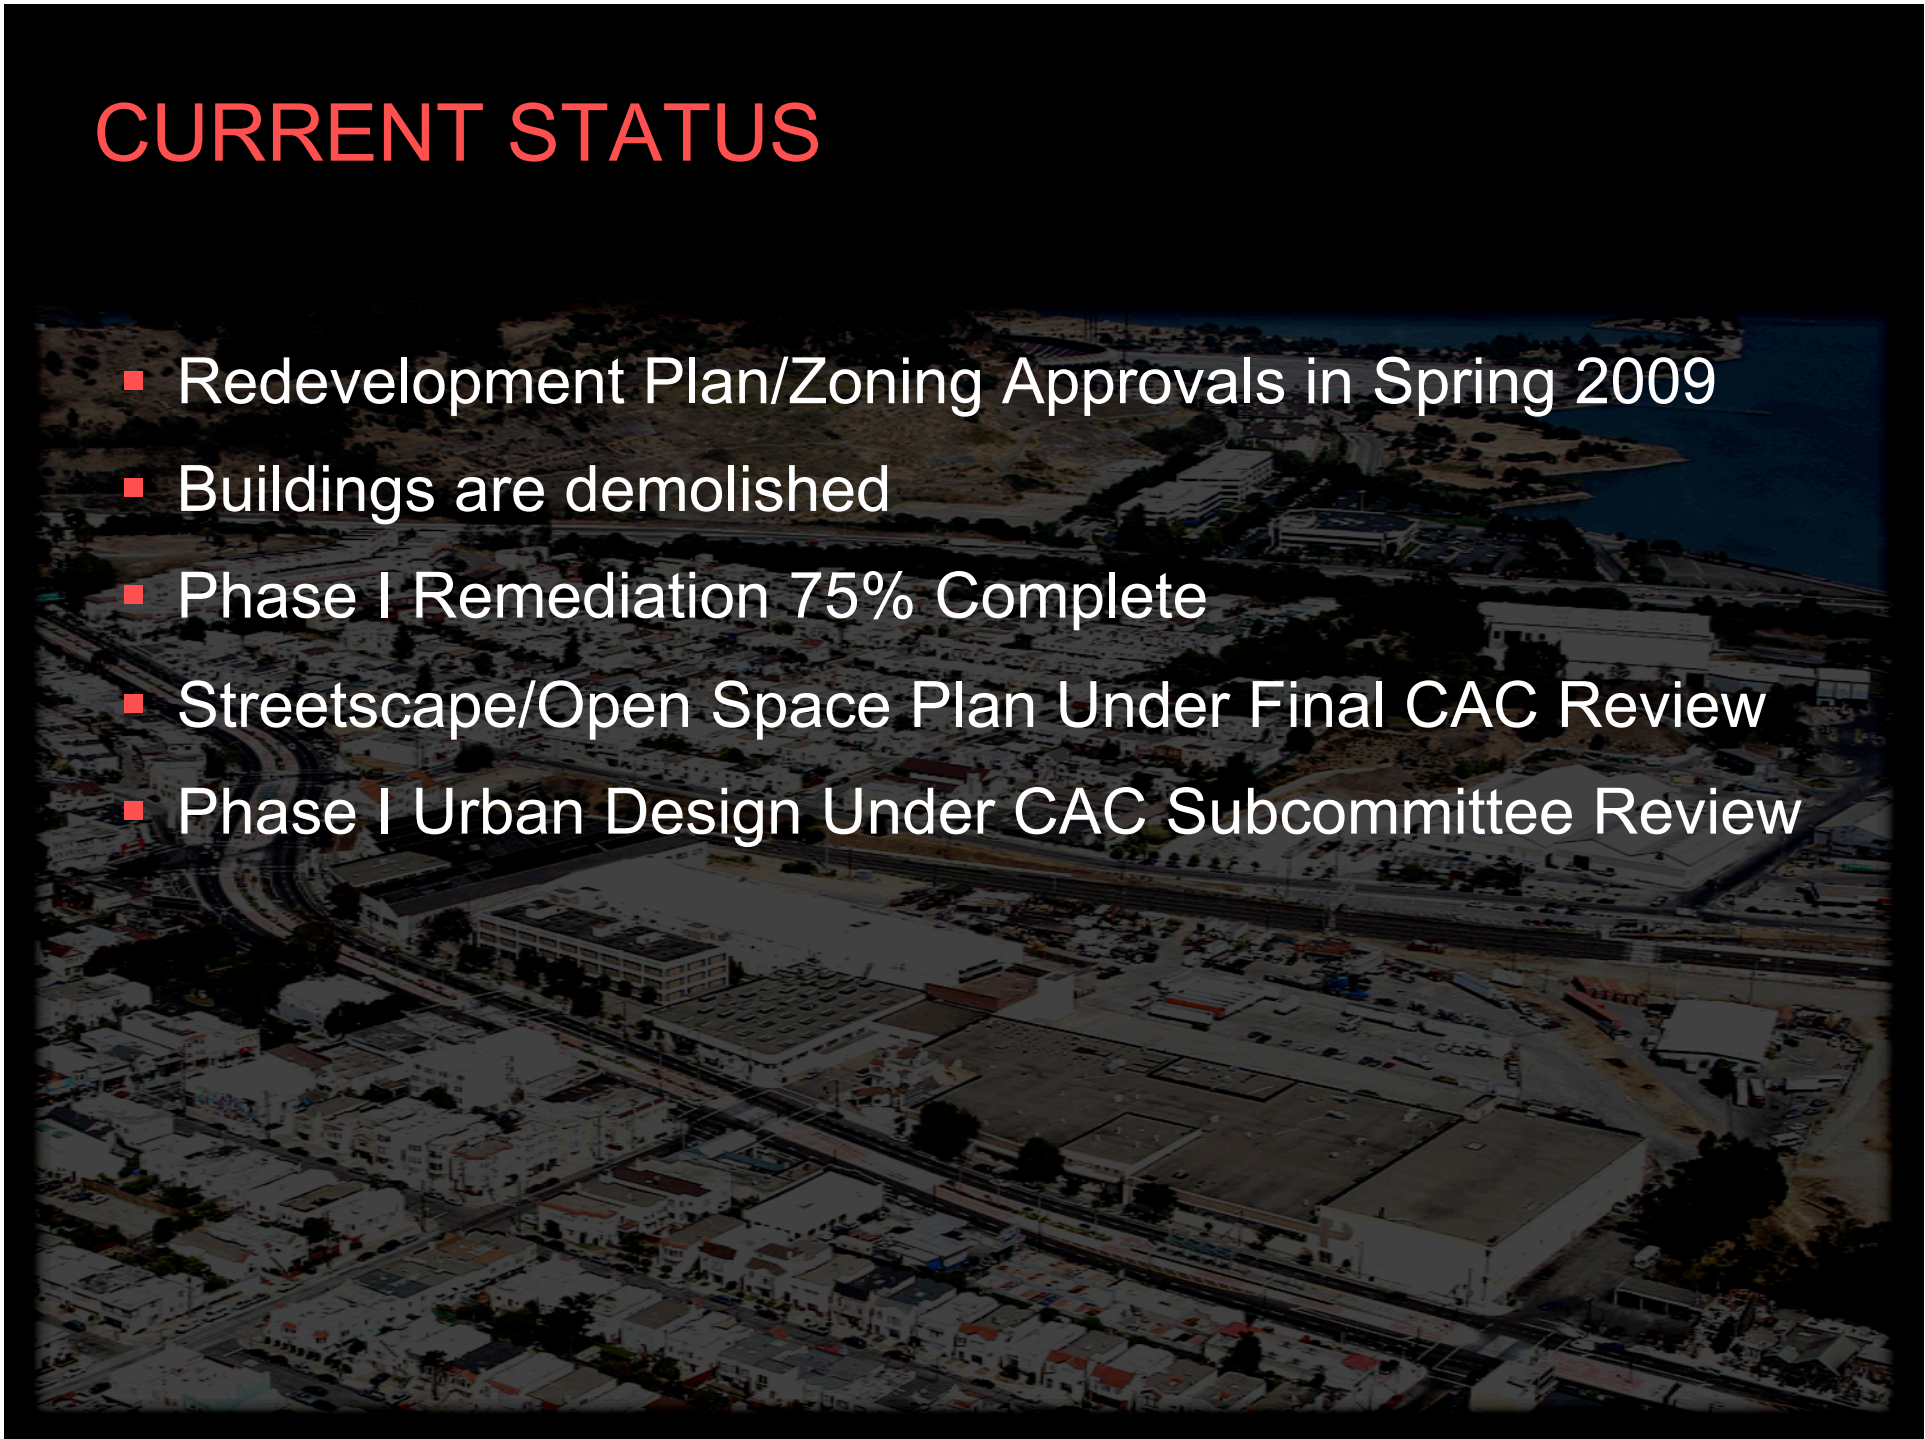 CURRENT STATUS
Redevelopment Plan/Zoning Approvals in Spring 2009
Buildings are demolished
Phase I Remediation 75% Complete
Streetscape/Open Space Plan Under Final CAC Review
Phase I Urban Design Under CAC Subcommittee Review